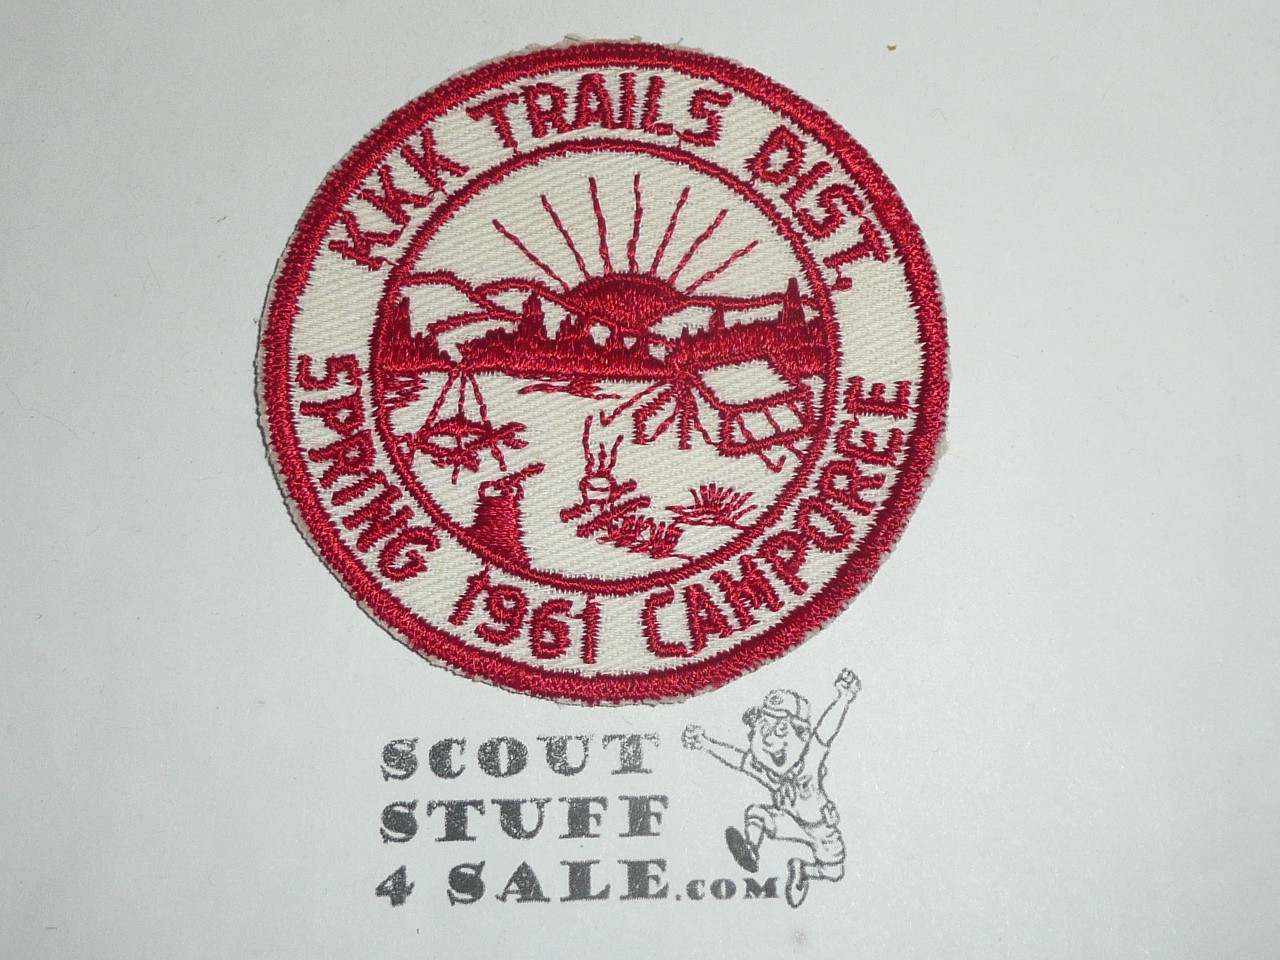 KKK TRAILS DIST.
SPRING 1961 CAMPOREE
SCOUT
STUFF
4 SALE.COM